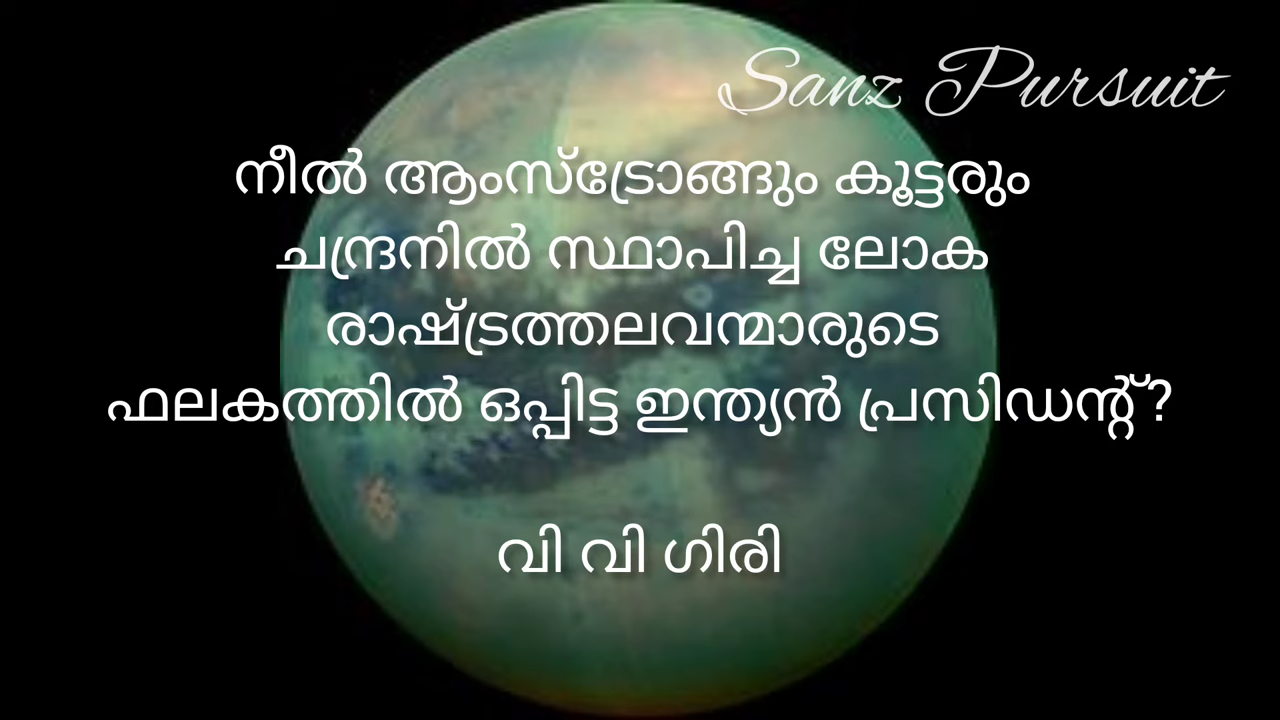 Sanz Pursuit
നീൽ ആംസ്ട്രോങ്ങും കൂട്ടരും
ചന്ദ്രനിൽ സ്ഥാപിച്ച ലോക
രാഷ്ട്രത്തലവന്മാരുടെ
ഫലകത്തിൽ ഒപ്പിട്ട ഇന്ത്യൻ പ്രസിഡന്റ്?
വി വി ഗിരി